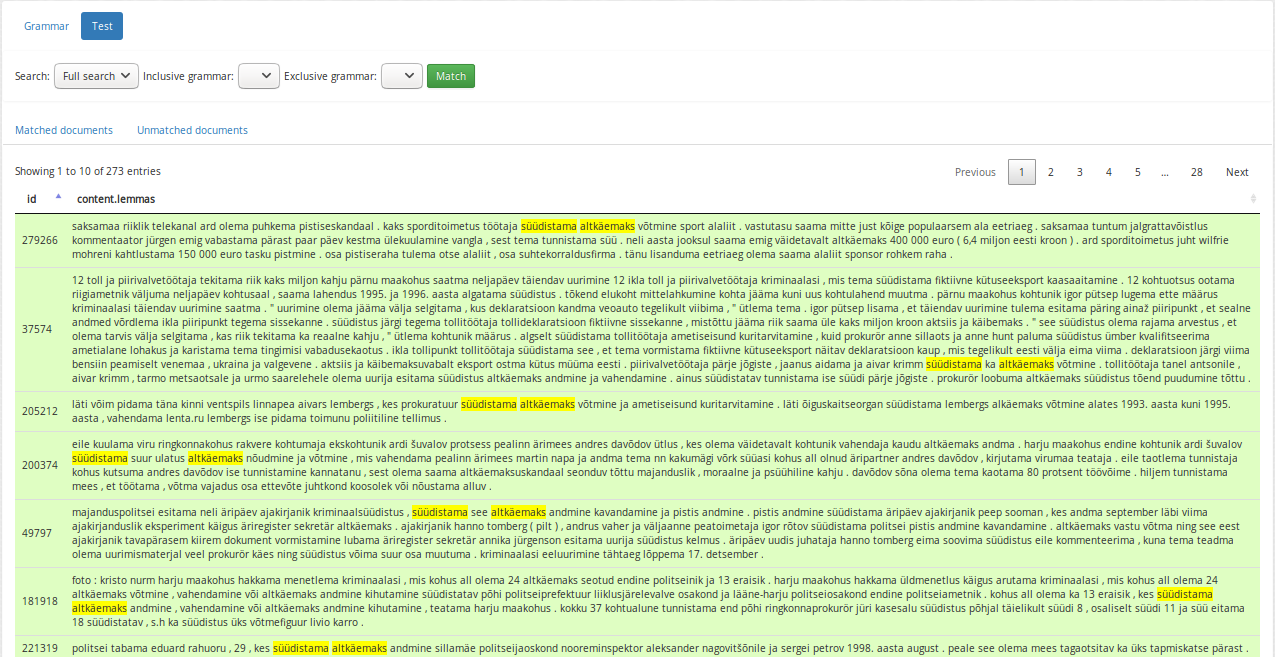 Grammar Test
Search: Full search Inclusive grammar: Exclusive grammar: Match
Matched documents Unmatched documents
Showing 1 to 10 of 273 entries Previous 1 2 3 4 5 ... 28 Next
id content.lemmas
279266
saksamaa riiklik telekanal ard olema puhkema pistiseskandaal . kaks sporditoimetus töötaja süüdistama altkäemaks võtmine sport alaliit . vastutasu saama mitte just kõige populaarsem ala eetriaeg . saksamaa tuntum jalgrattavõistlus
kommentaator jürgen emig vabastama pärast paar päev kestma ülekuulamine vangla , sest tema tunnistama süü . neli aasta jooksul saama emig väidetavalt altkäemaks 400 000 euro ( 6,4 miljon eesti kroon ) . ard sporditoimetus juht wilfrie
mohreni kahtlustama 150 000 euro tasku pistmine . osa pistiseraha tulema otse alaliit , osa suhtekorraldusfirma . tänu lisanduma eetriaeg olema saama alaliit sponsor rohkem raha .
37574
12 toll ja piirivalvetöötaja tekitama riik kaks miljon kahju pärnu maakohus saatma neljapäev täiendav uurimine 12 ikla toll ja piirivalvetöötaja kriminaalasi , mis tema süüdistama fiktiivne kütuseeksport kaasaaitamine . 12 kohtuotsus ootama
riigiametnik väljuma neljapäev kohtusaal , saama lahendus 1995. ja 1996. aasta algatama süüdistus . tõkend elukoht mittelahkumine kohta jääma kuni uus kohtulahend muutma . pärnu maakohus kohtunik igor pütsep lugema ette määrus
kriminaalasi täiendav uurimine saatma . " uurimine olema jääma välja selgitama , kus deklaratsioon kandma veoauto tegelikult viibima , " ütlema tema . igor pütsep lisama , et täiendav uurimine tulema esitama päring ainaž piiripunkt , et sealne
andmed võrdlema ikla piiripunkt tegema sissekanne . süüdistus järgi tegema tollitöötaja tollideklaratsioon fiktiivne sissekanne , mistõttu jääma riik saama üle kaks miljon kroon aktsiis ja käibemaks . " see süüdistus olema rajama arvestus , et
olema tarvis välja selgitama , kas riik tekitama ka reaalne kahju , " ütlema kohtunik määrus . algselt süüdistama tollitöötaja ametiseisund kuritarvitamine , kuid prokurör anne sillaots ja anne hunt paluma süüdistus ümber kvalifitseerima
ametialane lohakus ja karistama tema tingimisi vabadusekaotus . ikla tollipunkt tollitöötaja süüdistama see , et tema vormistama fiktiivne kütuseeksport näitav deklaratsioon kaup , mis tegelikult eesti välja eima viima . deklaratsioon järgi viima
bensiin peamiselt venemaa , ukraina ja valgevene . aktsiis ja käibemaksuvabalt eksport ostma kütus müüma eesti . piirivalvetöötaja pärje jõgiste , jaanus aidama ja aivar krimm süüdistama ka altkäemaks võtmine . tollitöötaja tanel antsonile ,
aivar krimm , tarmo metsaotsale ja urmo saarelehele olema uurija esitama süüdistus altkäemaks andmine ja vahendamine . ainus süüdistatav tunnistama ise süüdi pärje jõgiste . prokurör loobuma altkäemaks süüdistus tõend puudumine tõttu .
205212
läti võim pidama täna kinni ventspils linnapea aivars lembergs , kes prokuratuur süüdistama altkäemaks võtmine ja ametiseisund kuritarvitamine . läti õiguskaitseorgan süüdistama lembergs alkäemaks võtmine alates 1993. aasta kuni 1995.
aasta , vahendama lenta.ru lembergs ise pidama toimunu poliitiline tellimus .
200374
eile kuulama viru ringkonnakohus rakvere kohtumaja ekskohtunik ardi šuvalov protsess pealinn ärimees andres davõdov ütlus , kes olema väidetavalt kohtunik vahendaja kaudu altkäemaks andma . harju maakohus endine kohtunik ardi šuvalov
süüdistama suur ulatus altkäemaks nõudmine ja võtmine , mis vahendama pealinn ärimees martin napa ja andma tema nn kakumägi võrk süüasi kohus all olnud äripartner andres davõdov , kirjutama virumaa teataja . eile taotlema tunnistaja
kohus kutsuma andres davõdov ise tunnistamine kannatanu , sest olema saama altkäemaksuskandaal seonduv tõttu majanduslik , moraalne ja psüühiline kahju . davõdov sõna olema tema kaotama 80 protsent töövõime . hiljem tunnistama
mees , et töötama , võtma vajadus osa ettevõte juhtkond koosolek või nõustama alluv .
49797
majanduspolitsei esitama neli äripäev ajakirjanik kriminaalsüüdistus , süüdistama see altkäemaks andmine kavandamine ja pistis andmine . pistis andmine süüdistama äripäev ajakirjanik peep sooman , kes andma september läbi viima
ajakirjanduslik eksperiment käigus äriregister sekretär altkäemaks . ajakirjanik hanno tomberg ( pilt ) , andrus vaher ja väljaanne peatoimetaja igor rõtov süüdistama politsei pistis andmine kavandamine . altkäemaks vastu võtma ning see eest
ajakirjanik tavapärasem kiirem dokument vormistamine lubama äriregister sekretär annika jürgenson esitama uurija süüdistus kelmus . äripäev uudis juhataja hanno tomberg eima soovima süüdistus eile kommenteerima , kuna tema teadma
olema uurimismaterjal veel prokurör käes ning süüdistus võima suur osa muutuma . kriminaalasi eeluurimine tähtaeg lõppema 17. detsember .
181918
foto : kristo nurm harju maakohus hakkama menetlema kriminaalasi , mis kohus all olema 24 altkäemaks seotud endine politseinik ja 13 eraisik . harju maakohus hakkama üldmenetlus käigus arutama kriminaalasi , mis kohus all olema 24
altkäemaks võtmine , vahendamine või altkäemaks andmine kihutamine süüdistatav põhi politseiprefektuur liiklusjärelevalve osakond ja lääne-harju politseiosakond endine politseiametnik . kohus all olema ka 13 eraisik , kes süüdistama
altkäemaks andmine , vahendamine või altkäemaks andmine kihutamine , teatama harju maakohus . kokku 37 kohtualune tunnistama end põhi ringkonnaprokurör jüri kasesalu süüdistus põhjal täielikult süüdi 8 , osaliselt süüdi 11 ja süü eitama
18 süüdistatav , s.h ka süüdistus üks võtmefiguur livio karro .
221319
politsei tabama eduard rahuoru , 29 , kes süüdistama altkäemaks andmine sillamäe politseijaoskond nooreminspektor aleksander nagovitšõnile ja sergei petrov 1998. aasta august . peale see olema mees tagaotsitav ka üks tapmiskatse pärast .